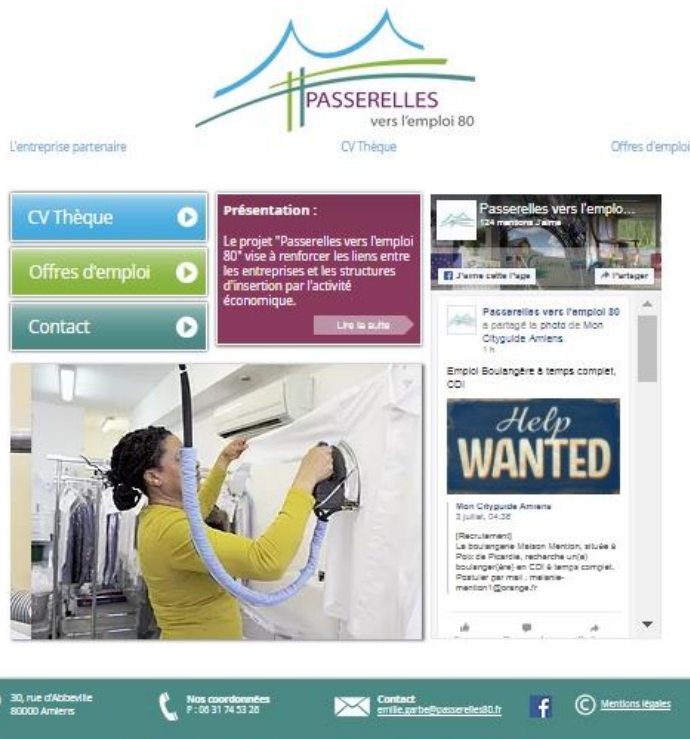 PASSERELLES
vers l'emploi 80
L'entreprise partenaire
CV Thèque
Offres d'emploi
CV Thèque
Offres d'emploi
Contact
Présentation :
Le projet "Passerelles vers l'emploi
80" vise à renforcer les liens entre
les entreprises et les structures
d'insertion par l'activité
économique.
Lire la suite
Passerelles vers l'emplo...
124 mentions J'aime
J'aime cette Page
Partager
Passerelles vers l'emploi 80
a partagé la photo de Mon
Cityguide Amiens
1 h
Emploi Boulangère à temps complet,
CDI
Help
WANTED
Mon Cityguide Amiens
3 juillet, 04:36
[Recrutement]
La boulangerie Maison Mention, située à
Poix de Picardie, recherche un(e)
boulanger(ère) en CDI à temps complet.
Postuler par mail : melanie-
mention1@orange.fr
30, rue d'Abbeville
80000 Amiens
Nos coordonnées
P : 06 31 74 53 26
Contact
emilie.garbe@passerelles80.fr
Mentions légales